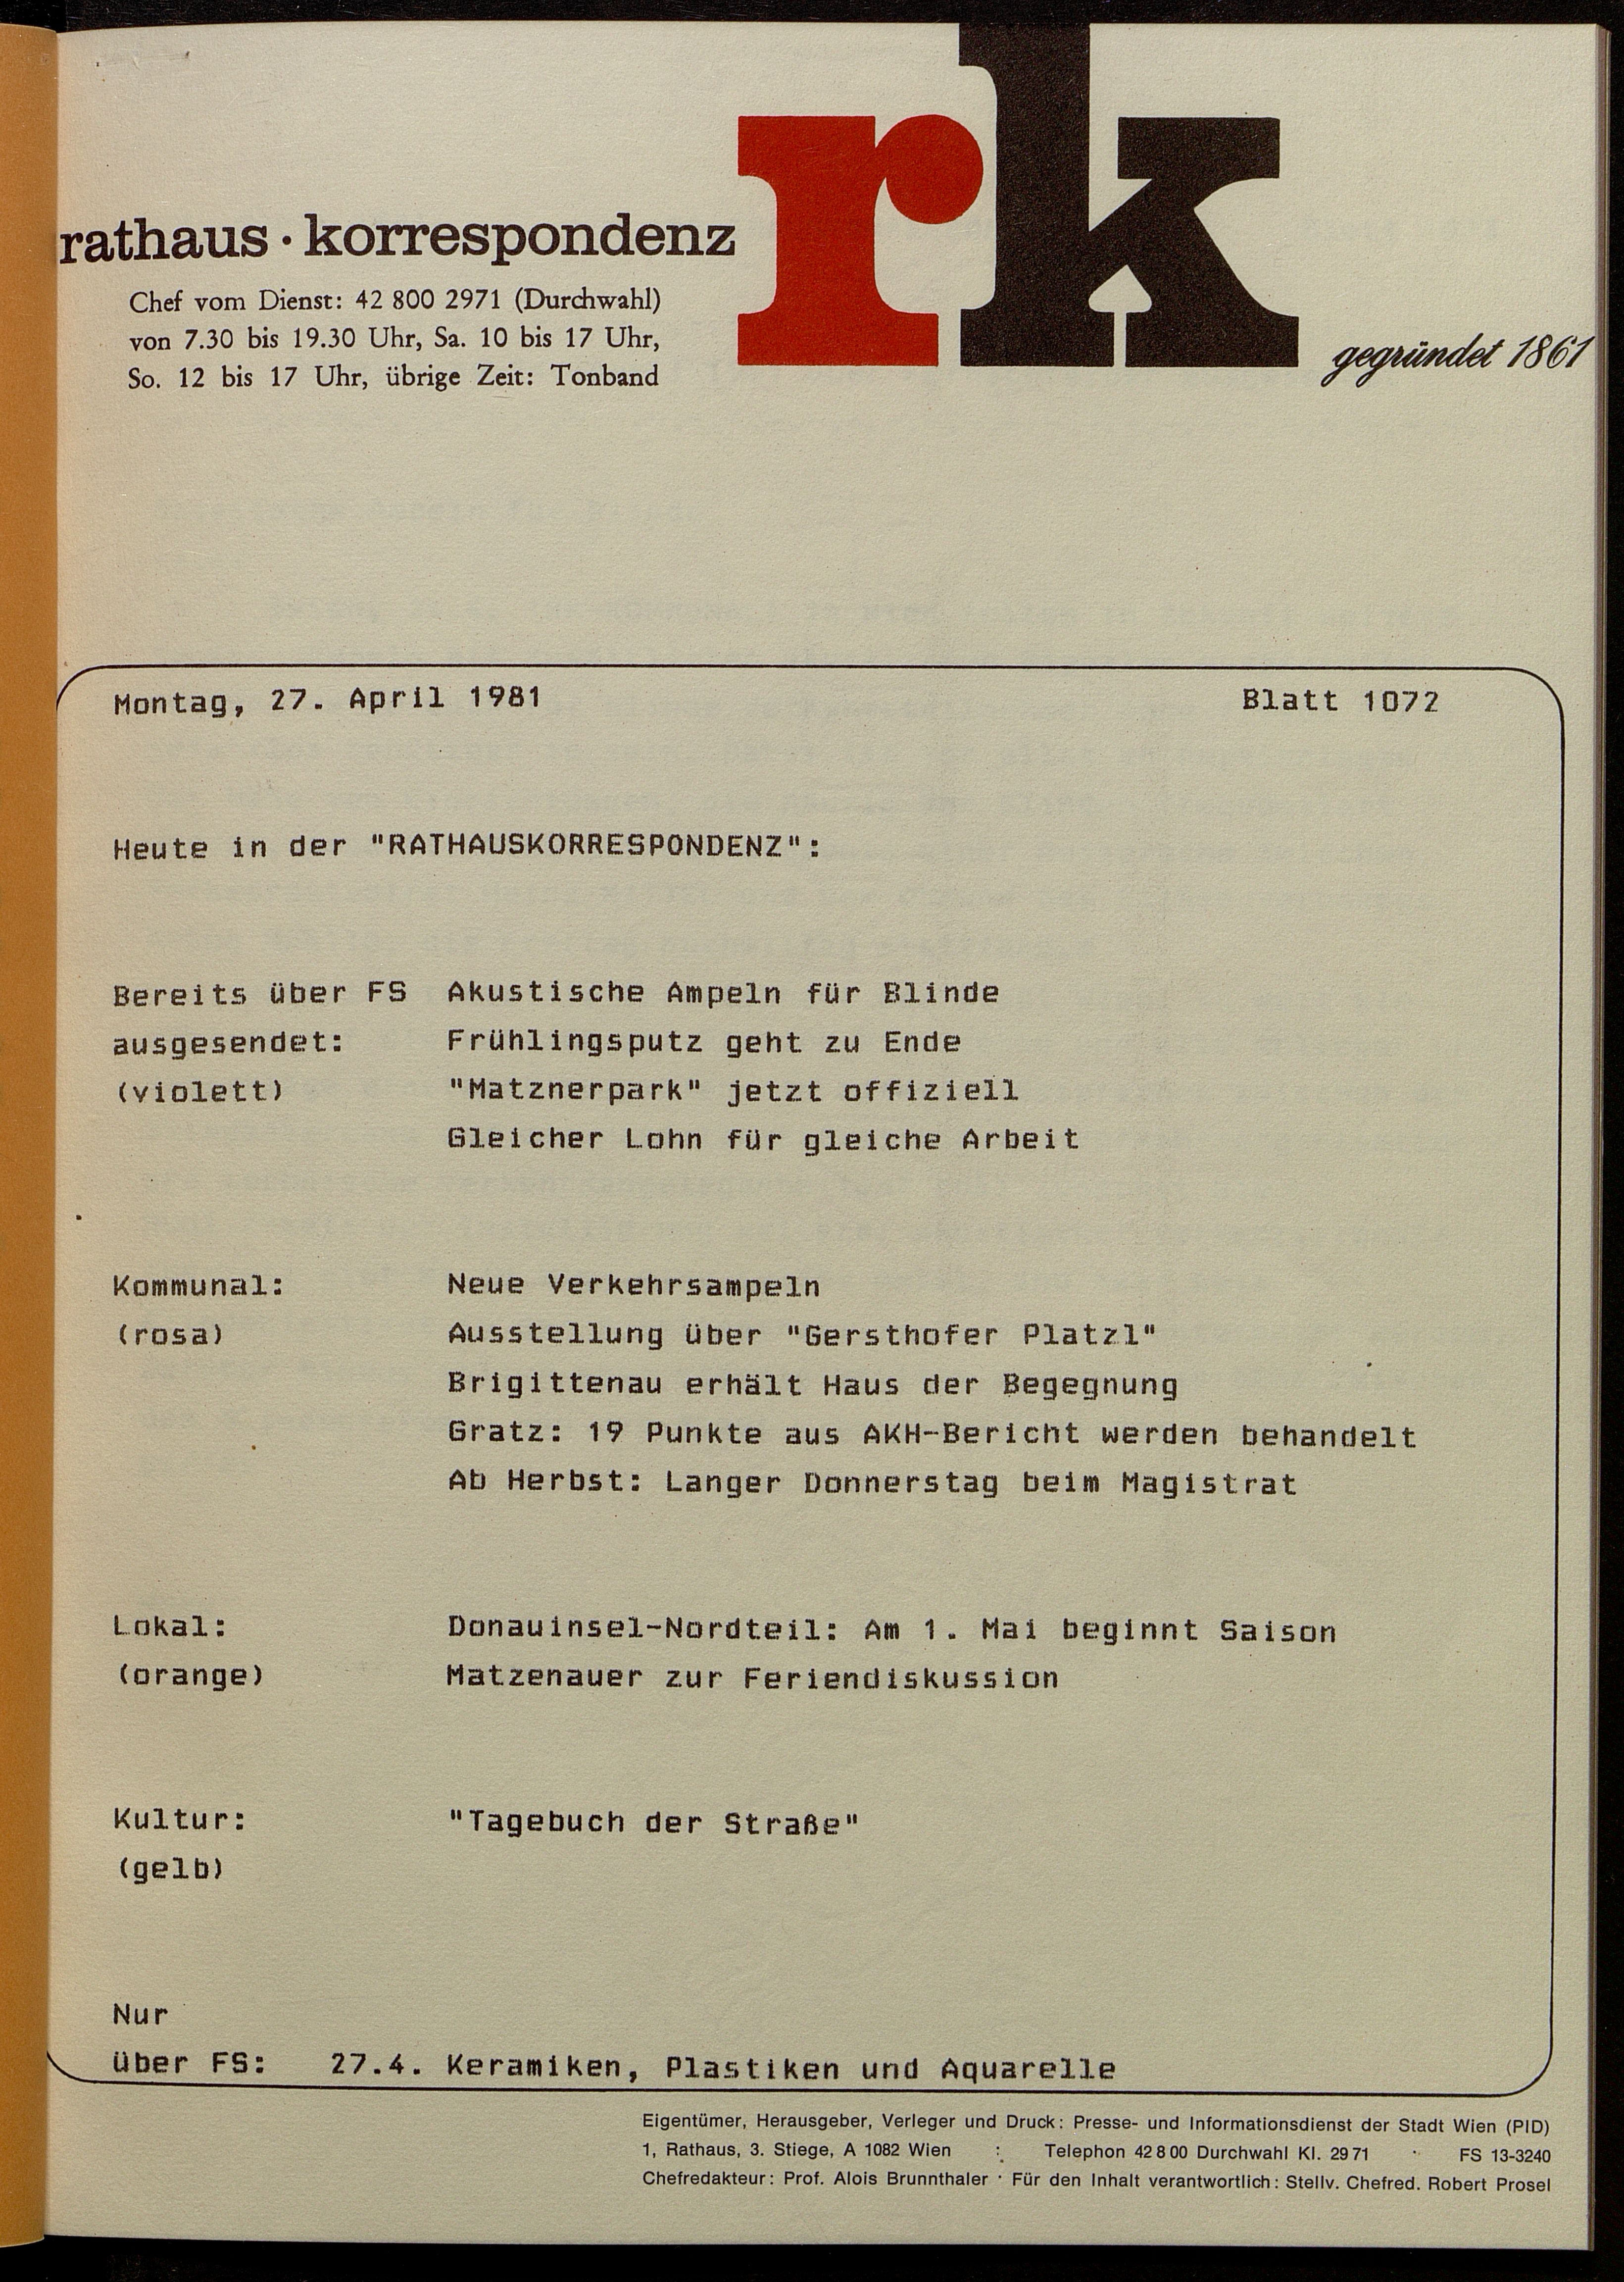 rk
rathaus · korrespondenz
Chef vom Dienst: 42 800 2971 (Durchwahl)
von 7.30 bis 19.30 Uhr, Sa. 10 bis 17 Uhr,
So. 12 bis 17 Uhr, übrige Zeit: Tonband
gegründet 1861
Montag, 27. April 1981 Blatt 1072
Heute in der "RATHAUSKORRESPONDENZ":
Bereits über FS Akustische Ampeln für Blinde
ausgesendet: Frühlingsputz geht zu Ende
(violett) "Matznerpark" jetzt offiziell
Gleicher Lohn für gleiche Arbeit
Kommunal: Neue Verkehrsampeln
(rosa) Ausstellung über "Gersthofer Platzl"
Brigittenau erhält Haus der Begegnung
Gratz: 19 Punkte aus AKH-Bericht werden behandelt
Ab Herbst: Langer Donnerstag beim Magistrat
Lokal: Donauinsel-Nordteil: Am 1. Mai beginnt Saison
(orange) Matzenauer zur Feriendiskussion
Kultur: "Tagebuch der Straße"
(gelb)
Nur
über FS: 27.4. Keramiken, Plastiken und Aquarelle
Eigentümer, Herausgeber, Verleger und Druck: Presse- und Informationsdienst der Stadt Wien (PID)
1, Rathaus, 3. Stiege, A 1082 Wien : Telephon 42 8 00 Durchwahl Kl. 29 71 · FS 13-3240
Chefredakteur: Prof. Alois Brunnthaler · Für den Inhalt verantwortlich: Stellv. Chefred. Robert Prosel